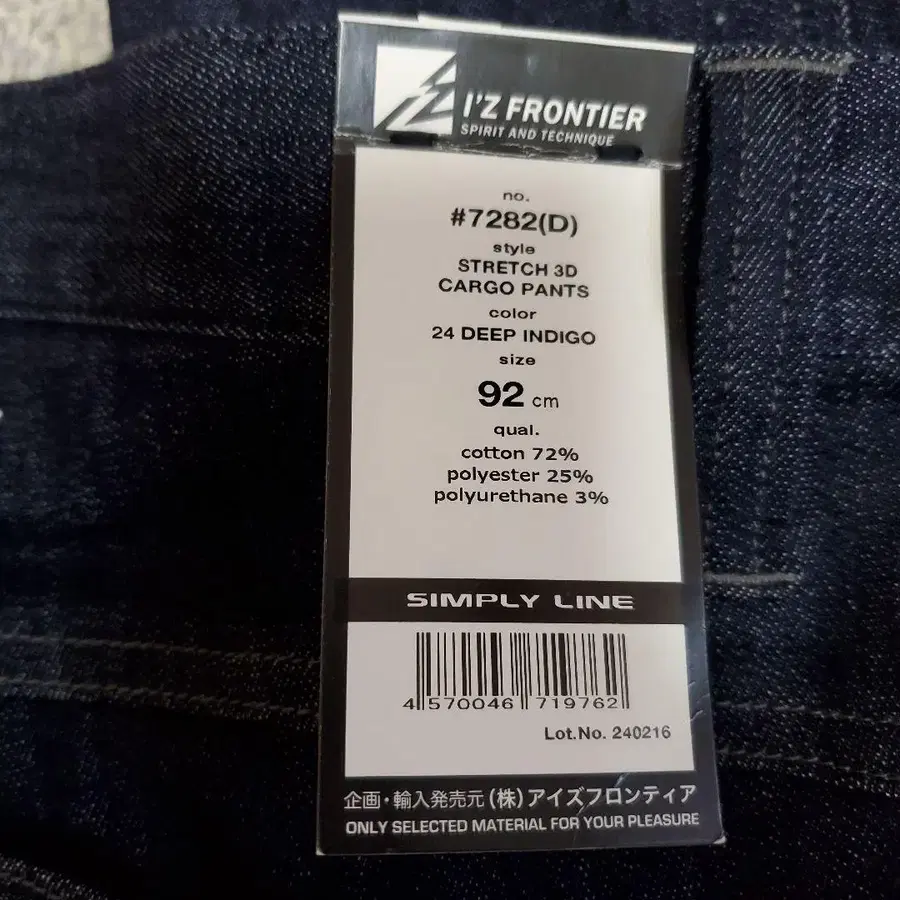 I'Z FRONTIER
SPIRIT AND TECHNIQUE
no.
#7282(D)
style
STRETCH 3D
CARGO PANTS
color
24 DEEP INDIGO
size
92 cm
qual.
cotton 72%
polyester 25%
polyurethane 3%
SIMPLY LINE
4 570046 719762
Lot.No. 240216
企画・輸入発売元 (株) アイズフロンティア
ONLY SELECTED MATERIAL FOR YOUR PLEASURE